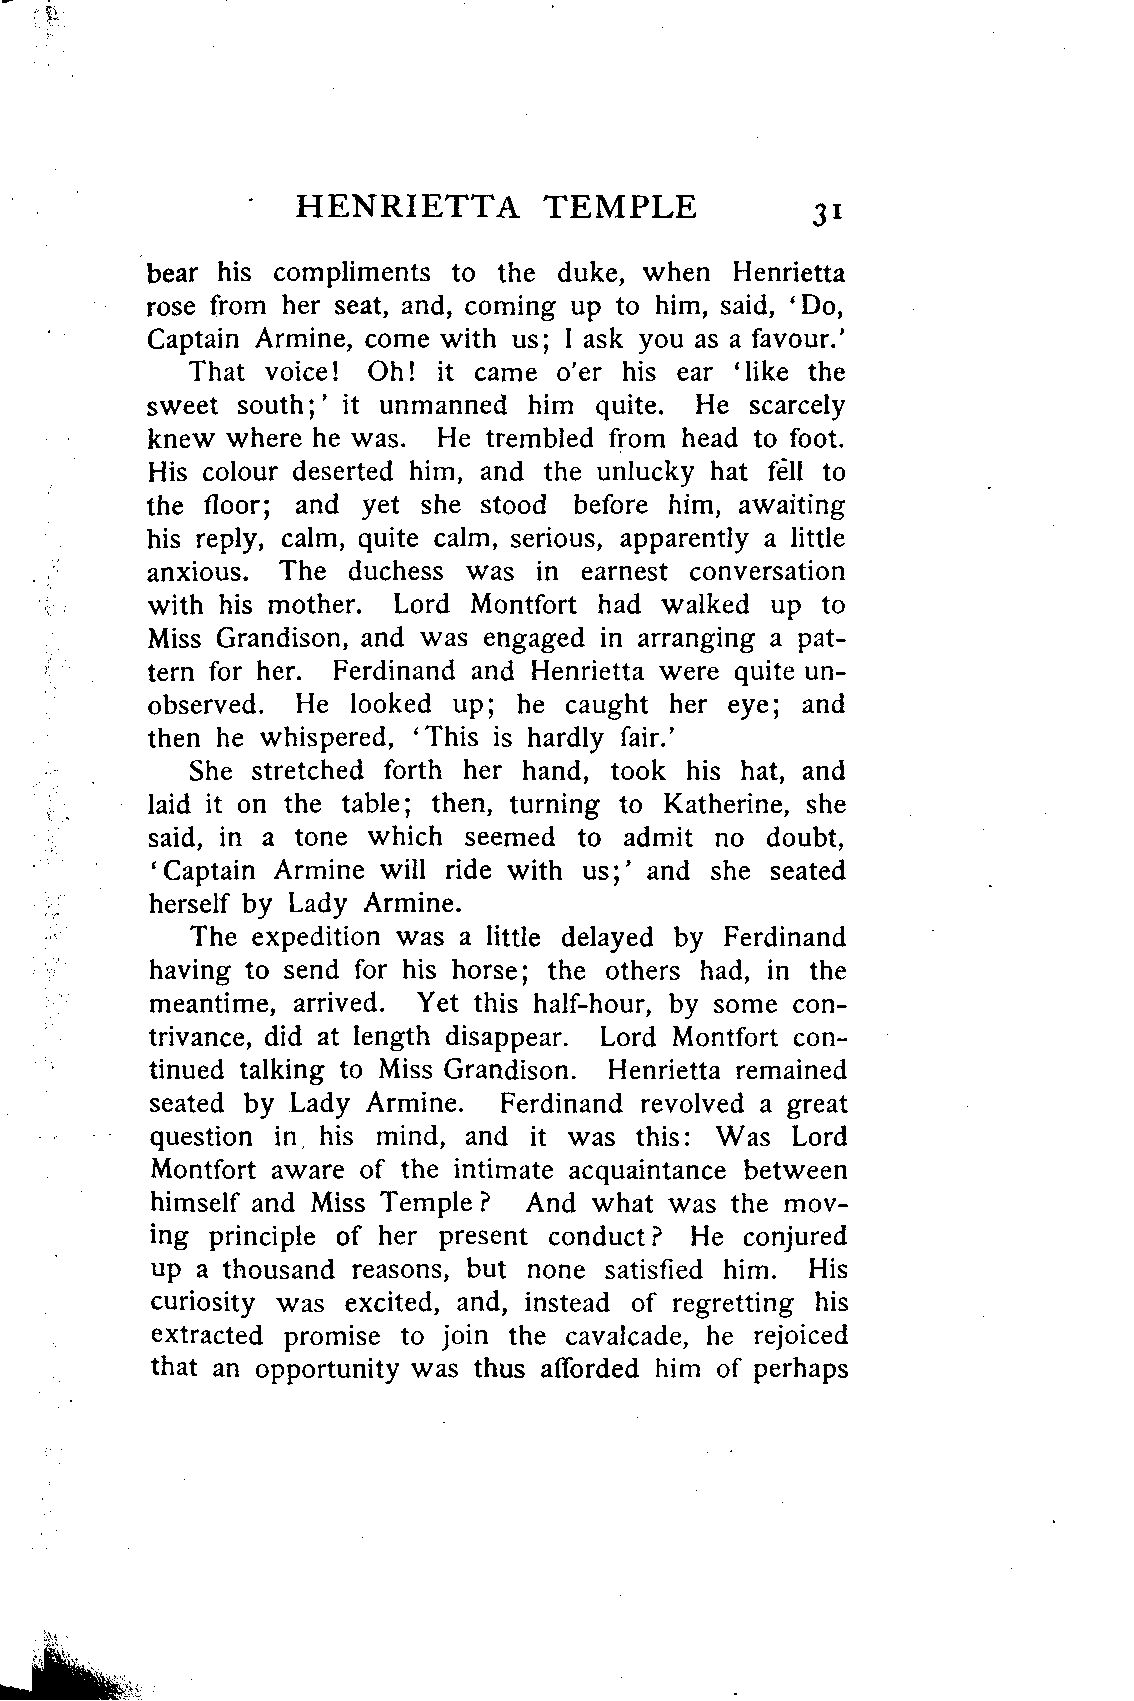 HENRIETTA TEMPLE 31
bear his compliments to the duke, when Henrietta
rose from her seat, and, coming up to him, said, ‘Do,
Captain Armine, come with us; I ask you as a favour.’
That voice! Oh! it came o’er his ear ‘like the
sweet south;’ it unmanned him quite. He scarcely
knew where he was. He trembled from head to foot.
His colour deserted him, and the unlucky hat fell to
the floor; and yet she stood before him, awaiting
his reply, calm, quite calm, serious, apparently a little
anxious. The duchess was in earnest conversation
with his mother. Lord Montfort had walked up to
Miss Grandison, and was engaged in arranging a pat-
tern for her. Ferdinand and Henrietta were quite un-
observed. He looked up; he caught her eye; and
then he whispered, ‘This is hardly fair.’
She stretched forth her hand, took his hat, and
laid it on the table; then, turning to Katherine, she
said, in a tone which seemed to admit no doubt,
‘Captain Armine will ride with us;’ and she seated
herself by Lady Armine.
The expedition was a little delayed by Ferdinand
having to send for his horse; the others had, in the
meantime, arrived. Yet this half-hour, by some con-
trivance, did at length disappear. Lord Montfort con-
tinued talking to Miss Grandison. Henrietta remained
seated by Lady Armine. Ferdinand revolved a great
question in his mind, and it was this: Was Lord
Montfort aware of the intimate acquaintance between
himself and Miss Temple? And what was the mov-
ing principle of her present conduct? He conjured
up a thousand reasons, but none satisfied him. His
curiosity was excited, and, instead of regretting his
extracted promise to join the cavalcade, he rejoiced
that an opportunity was thus afforded him of perhaps